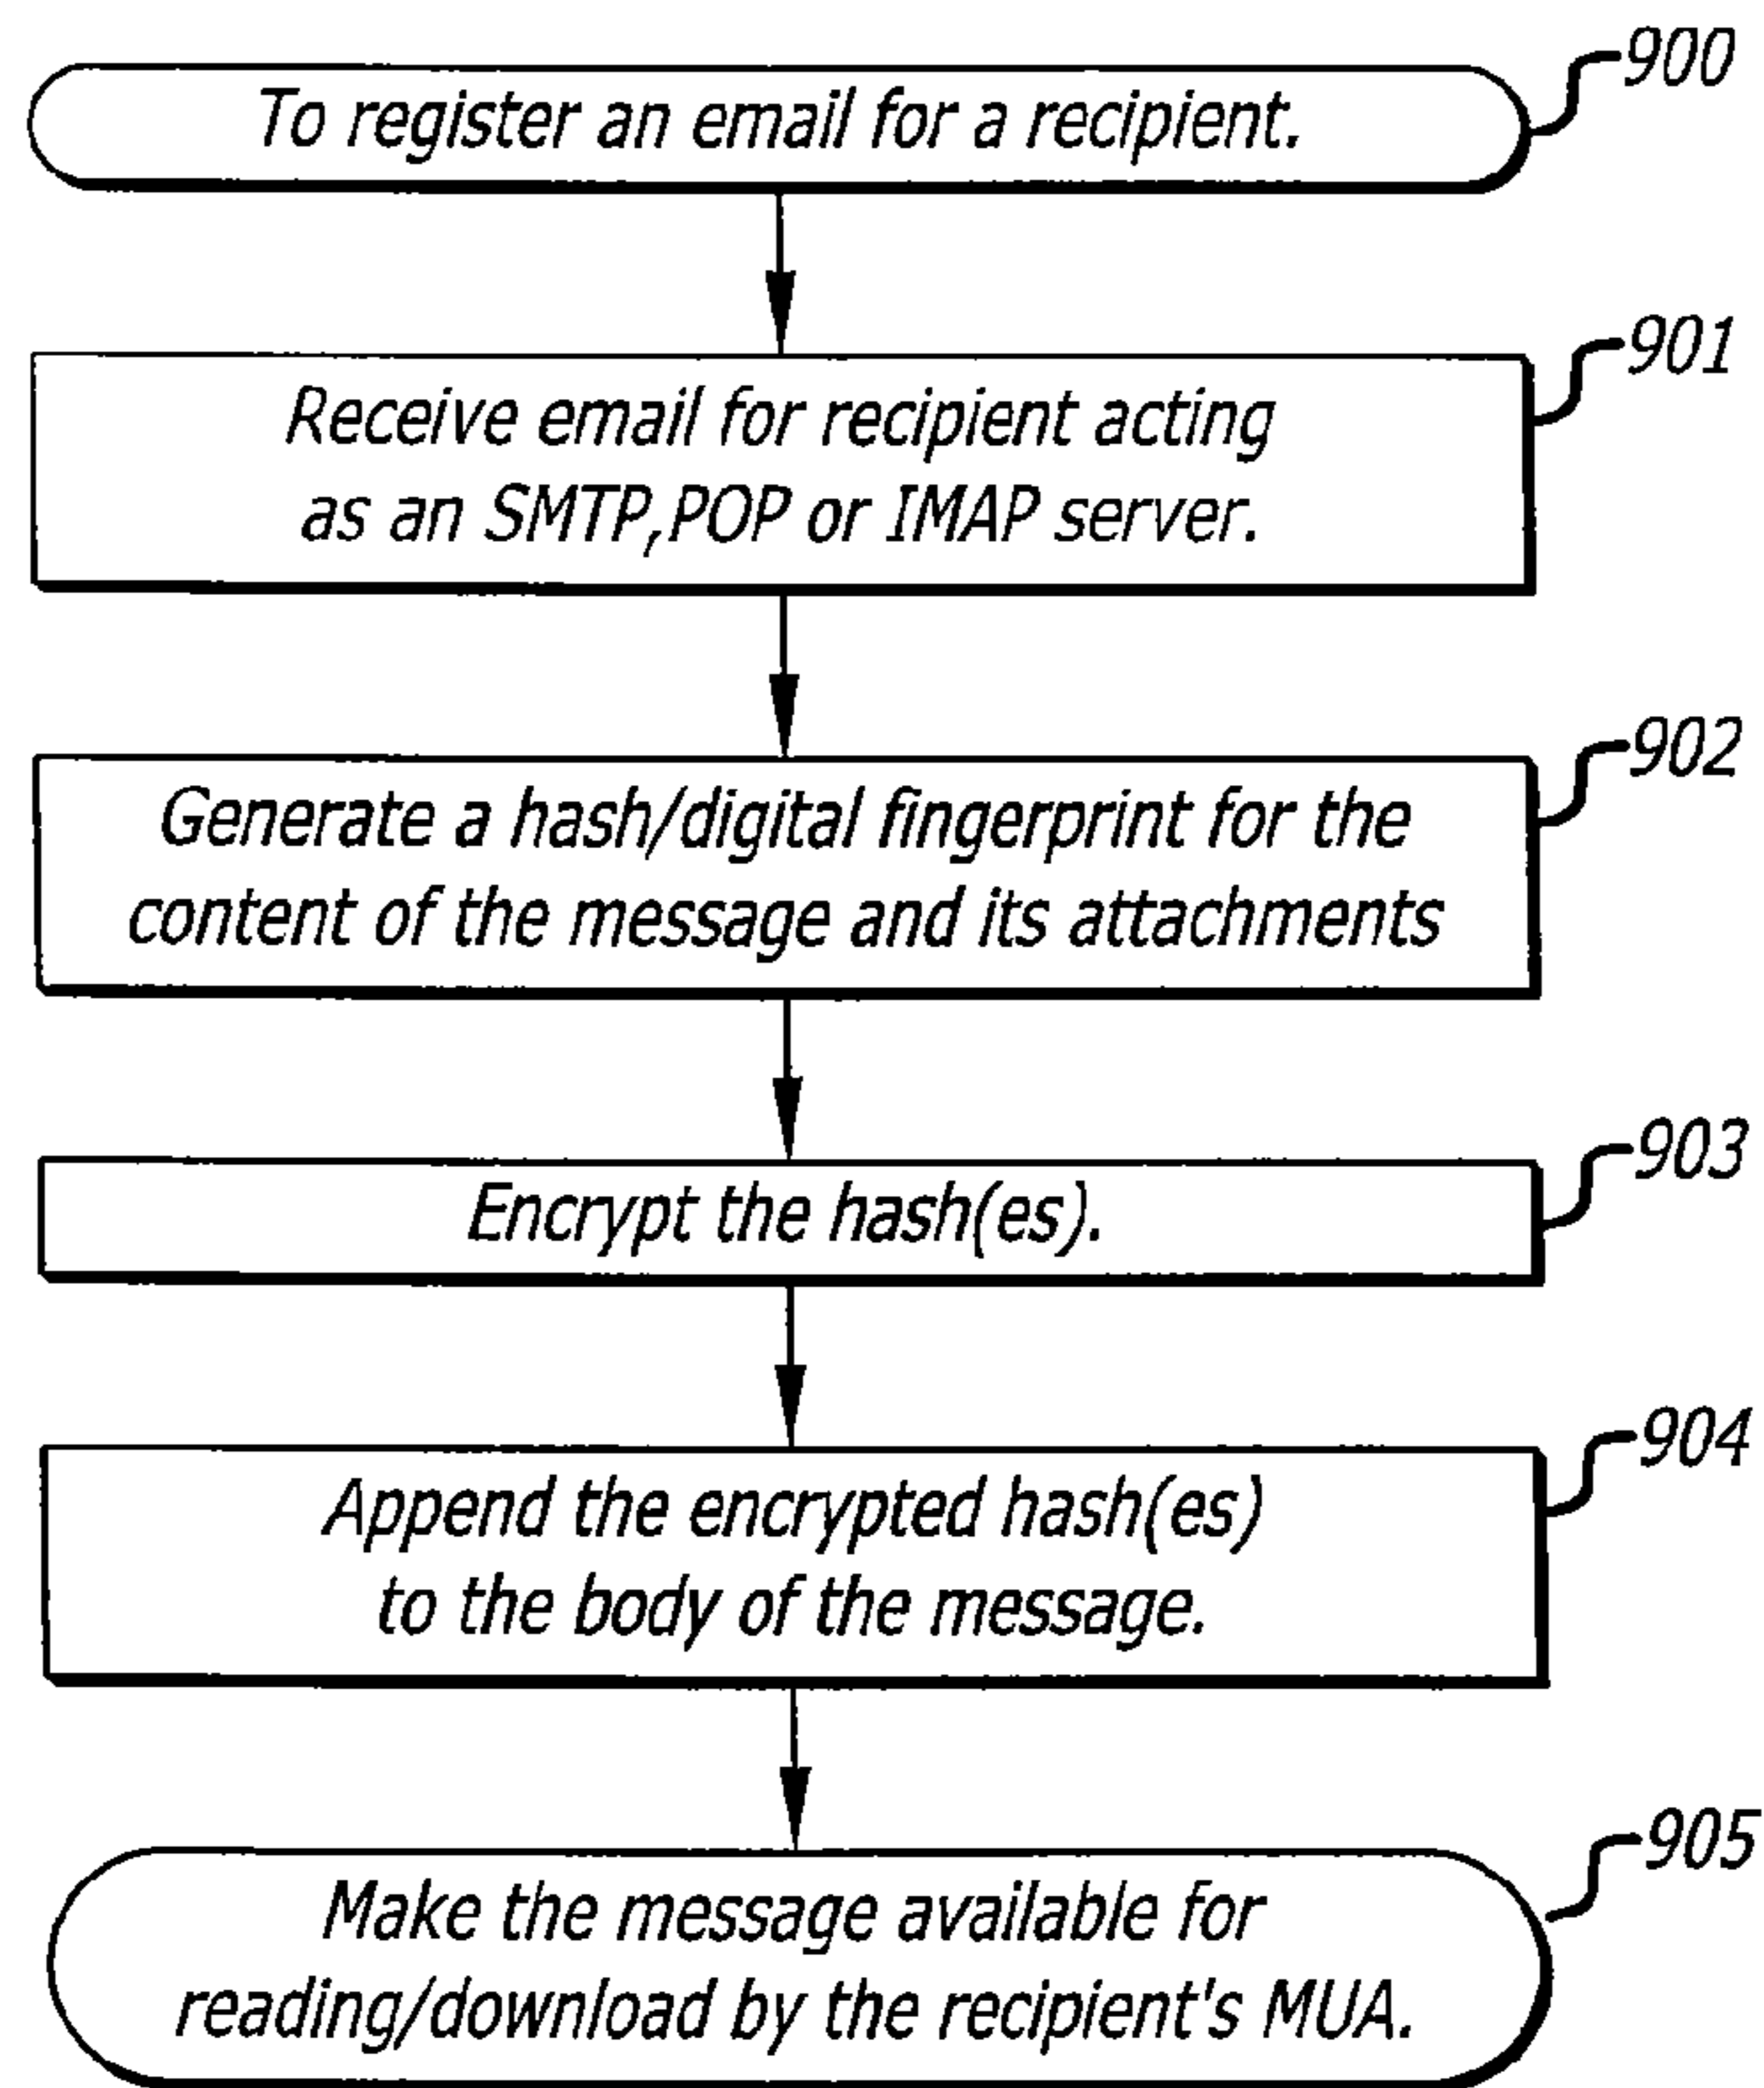 900
To register an email for a recipient.
901
Receive email for recipient acting
as an SMTP,POP or IMAP server.
902
Generate a hash/digital fingerprint for the
content of the message and its attachments
903
Encrypt the hash(es).
904
Append the encrypted hash(es)
to the body of the message.
905
Make the message available for
reading/download by the recipient's MUA.